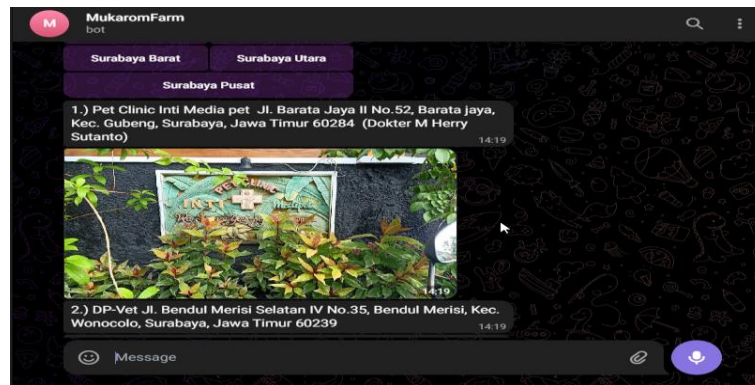 M
MukaromFarm
bot
Surabaya Barat
Surabaya Utara
Surabaya Pusat
1.) Pet Clinic Inti Media pet Jl. Barata Jaya II No.52, Barata jaya,
Kec. Gubeng, Surabaya, Jawa Timur 60284 (Dokter M Herry
Sutanto)
14:19
PET CLINIC
INTI
14:19
2.) DP-Vet Jl. Bendul Merisi Selatan IV No.35, Bendul Merisi, Kec.
Wonocolo, Surabaya, Jawa Timur 60239
14:19
Message